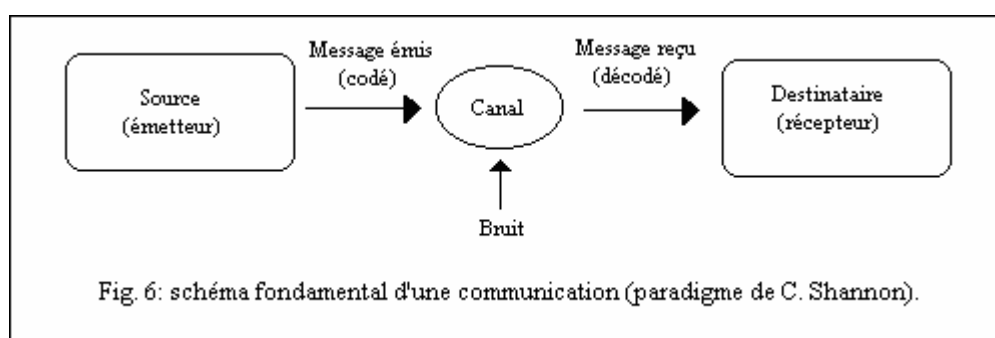 Message émis
(codé)
Message reçu
(décodé)
Source
(émetteur)
Canal
Destinataire
(récepteur)
Bruit
Fig. 6: schéma fondamental d'une communication (paradigme de C. Shannon).